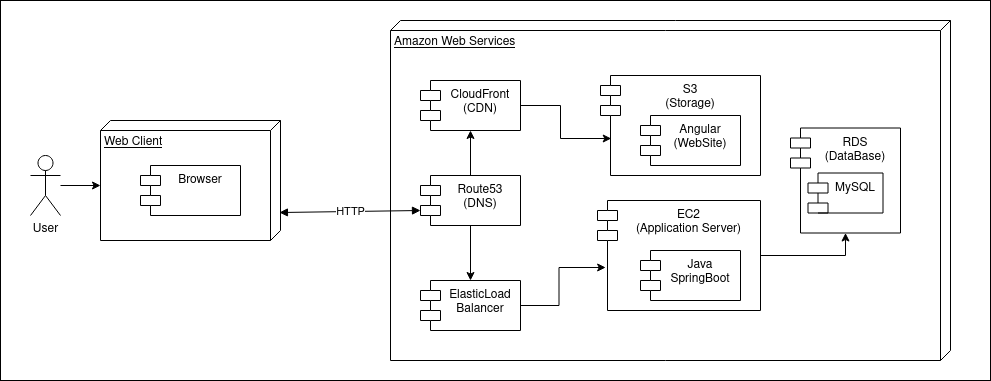 Amazon Web Services
CloudFront
(CDN)
S3
(Storage)
Angular
(WebSite)
Web Client
Browser
User
HTTP
Route53
(DNS)
RDS
(DataBase)
MySQL
EC2
(Application Server)
Java
SpringBoot
ElasticLoad
Balancer